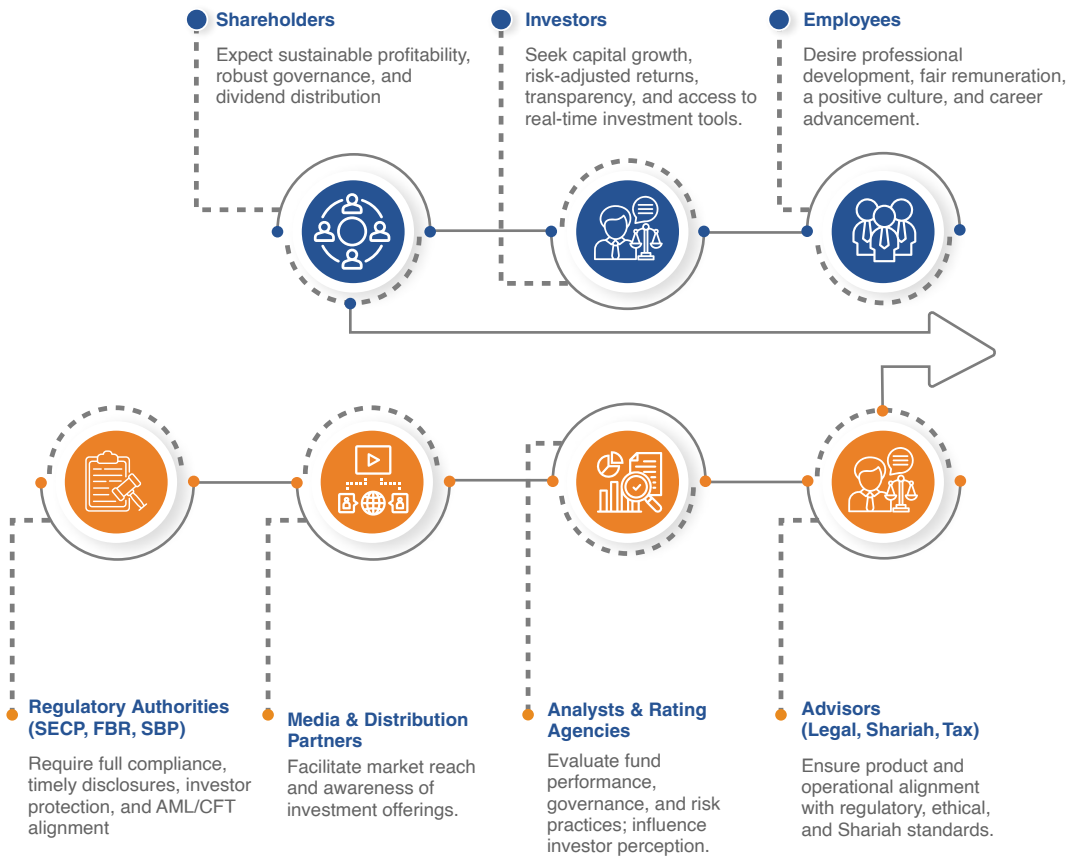 Shareholders
Expect sustainable profitability,
robust governance, and
dividend distribution
Investors
Seek capital growth,
risk-adjusted returns,
transparency, and access to
real-time investment tools.
Employees
Desire professional
development, fair remuneration,
a positive culture, and career
advancement.
Regulatory Authorities
(SECP, FBR, SBP)
Require full compliance,
timely disclosures, investor
protection, and AML/CFT
alignment
Media & Distribution
Partners
Facilitate market reach
and awareness of
investment offerings.
Analysts & Rating
Agencies
Evaluate fund
performance,
governance, and risk
practices; influence
investor perception.
Advisors
(Legal, Shariah, Tax)
Ensure product and
operational alignment
with regulatory, ethical,
and Shariah standards.